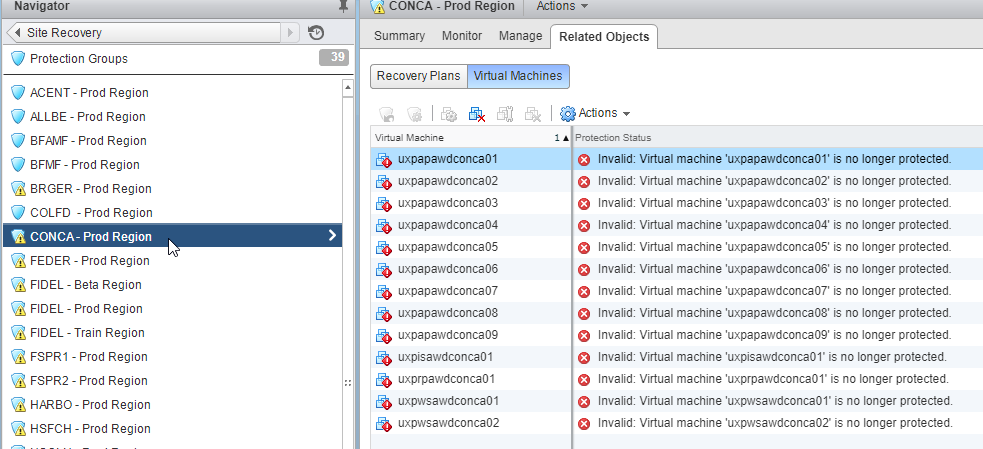 Navigator
Site Recovery
Protection Groups 39
ACENT - Prod Region
ALLBE - Prod Region
BFAMF - Prod Region
BFMF - Prod Region
BRGER - Prod Region
COLFD - Prod Region
CONCA - Prod Region
FEDER - Prod Region
FIDEL - Beta Region
FIDEL - Prod Region
FIDEL - Train Region
FSPR1 - Prod Region
FSPR2 - Prod Region
HARBO - Prod Region
HSFCH - Prod Region
CONCA - Prod Region Actions
Summary Monitor Manage Related Objects
Recovery Plans Virtual Machines
Actions
Virtual Machine 1 Protection Status
uxpapawdconca01 Invalid: Virtual machine 'uxpapawdconca01' is no longer protected.
uxpapawdconca02 Invalid: Virtual machine 'uxpapawdconca02' is no longer protected.
uxpapawdconca03 Invalid: Virtual machine 'uxpapawdconca03' is no longer protected.
uxpapawdconca04 Invalid: Virtual machine 'uxpapawdconca04' is no longer protected.
uxpapawdconca05 Invalid: Virtual machine 'uxpapawdconca05' is no longer protected.
uxpapawdconca06 Invalid: Virtual machine 'uxpapawdconca06' is no longer protected.
uxpapawdconca07 Invalid: Virtual machine 'uxpapawdconca07' is no longer protected.
uxpapawdconca08 Invalid: Virtual machine 'uxpapawdconca08' is no longer protected.
uxpapawdconca09 Invalid: Virtual machine 'uxpapawdconca09' is no longer protected.
uxpisawdconca01 Invalid: Virtual machine 'uxpisawdconca01' is no longer protected.
uxprpawdconca01 Invalid: Virtual machine 'uxprpawdconca01' is no longer protected.
uxpwsawdconca01 Invalid: Virtual machine 'uxpwsawdconca01' is no longer protected.
uxpwsawdconca02 Invalid: Virtual machine 'uxpwsawdconca02' is no longer protected.